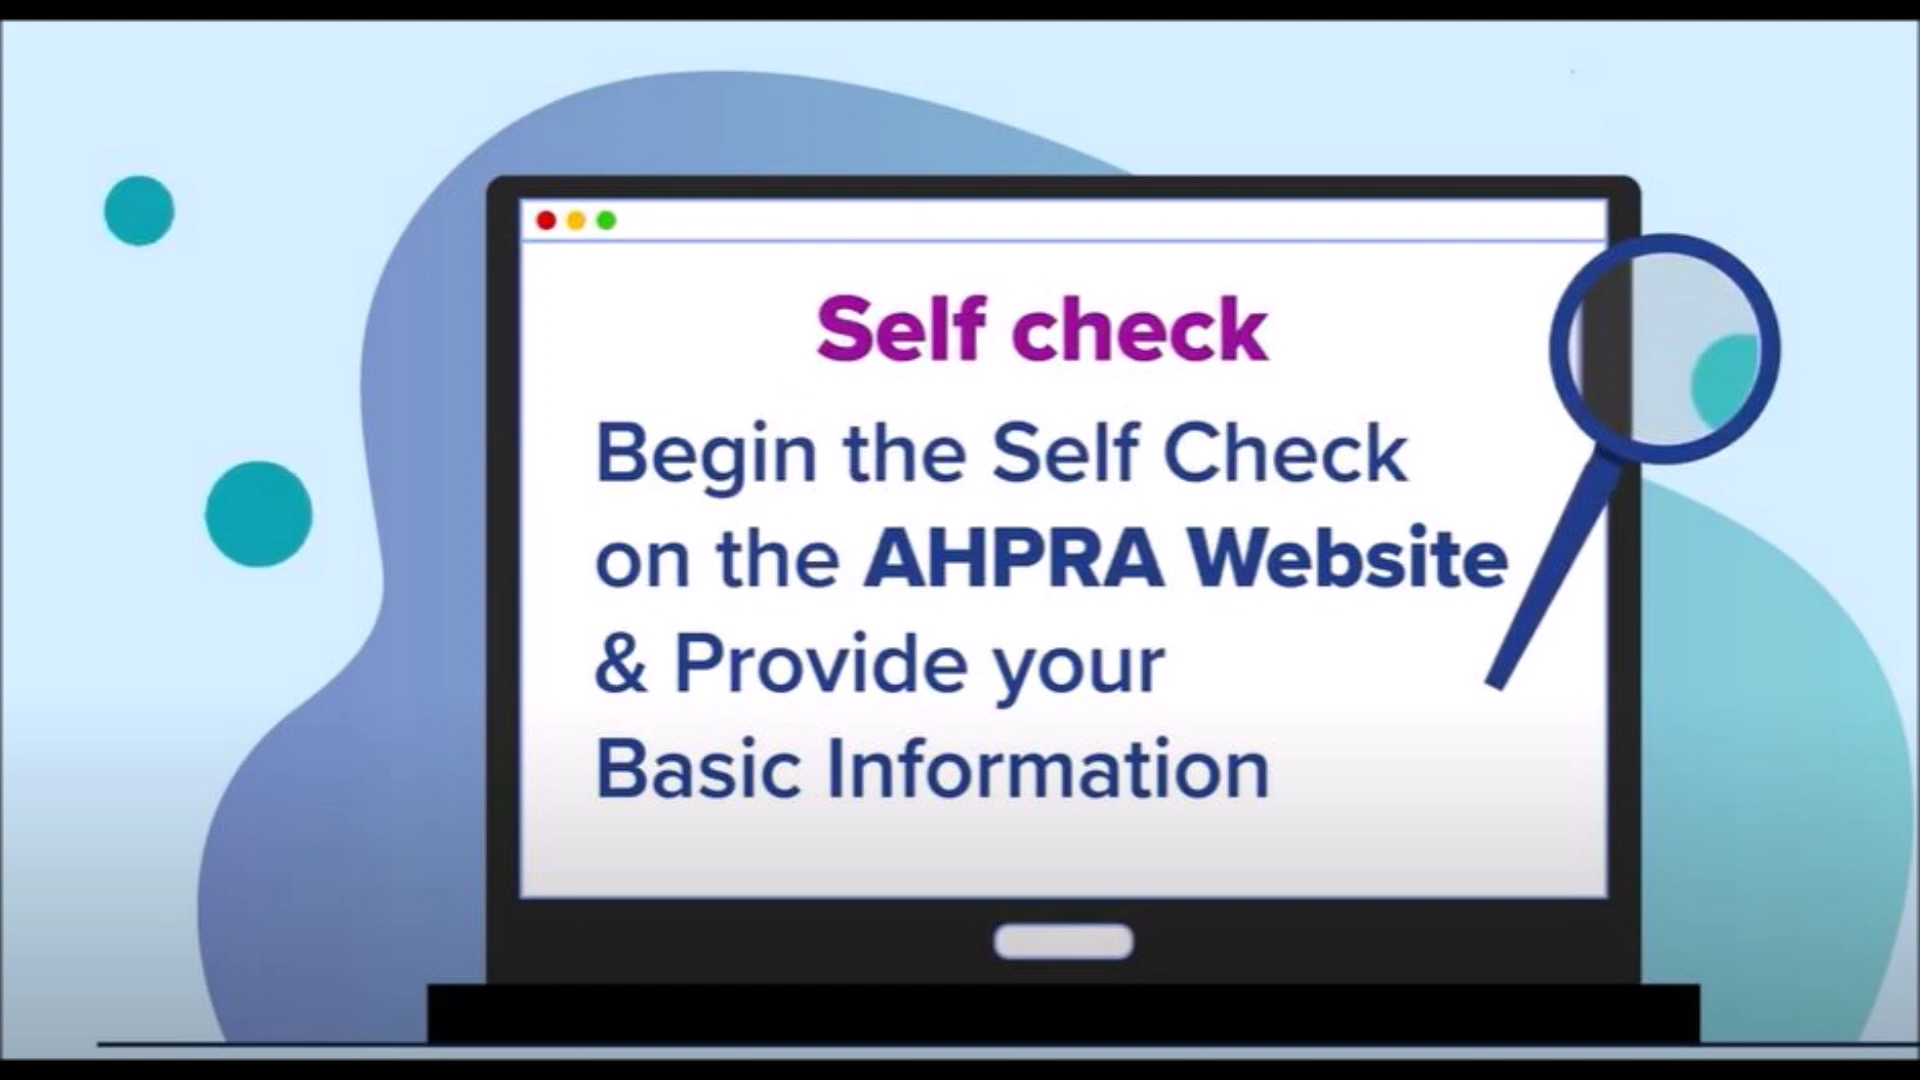 Self check
Begin the Self Check
on the AHPRA Website
& Provide your
Basic Information